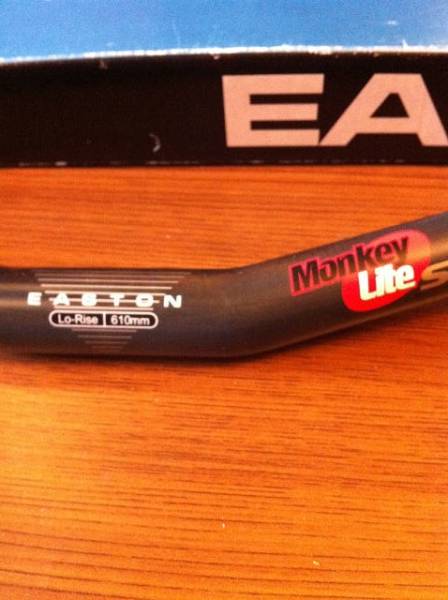 EA
EASTON
Lo-Rise | 610mm
Monkey
Lite S